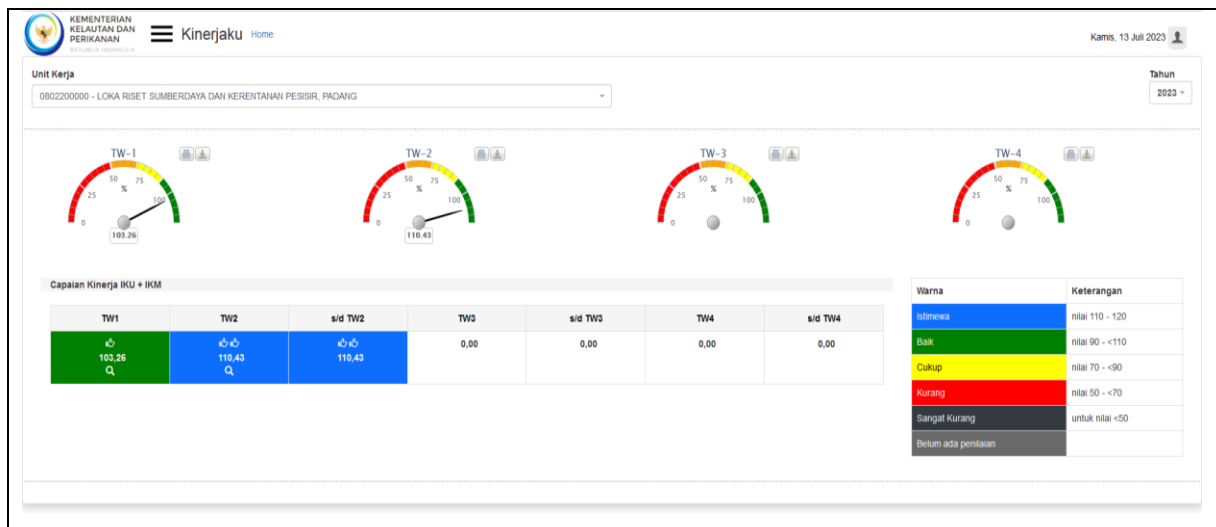 KEMENTERIAN
KELAUTAN DAN
PERIKANAN
REPUBLIK INDONESIA
Kinerjaku Home
Kamis, 13 Juli 2023
Unit Kerja
Tahun
0802200000 - LOKA RISET SUMBERDAYA DAN KERENTANAN PESISIR, PADANG
2023
TW-1
0 25 50 75 100
%
103.26
TW-2
0 25 50 75 100
%
110.43
TW-3
0 25 50 75 100
%
TW-4
0 25 50 75 100
%
Capaian Kinerja IKU + IKM
TW1 TW2 s/d TW2 TW3 s/d TW3 TW4 s/d TW4
103,26 110,43 110,43 0,00 0,00 0,00 0,00
Warna Keterangan
Istimewa nilai 110 - 120
Baik nilai 90 - <110
Cukup nilai 70 - <90
Kurang nilai 50 - <70
Sangat Kurang untuk nilai <50
Belum ada penilaian